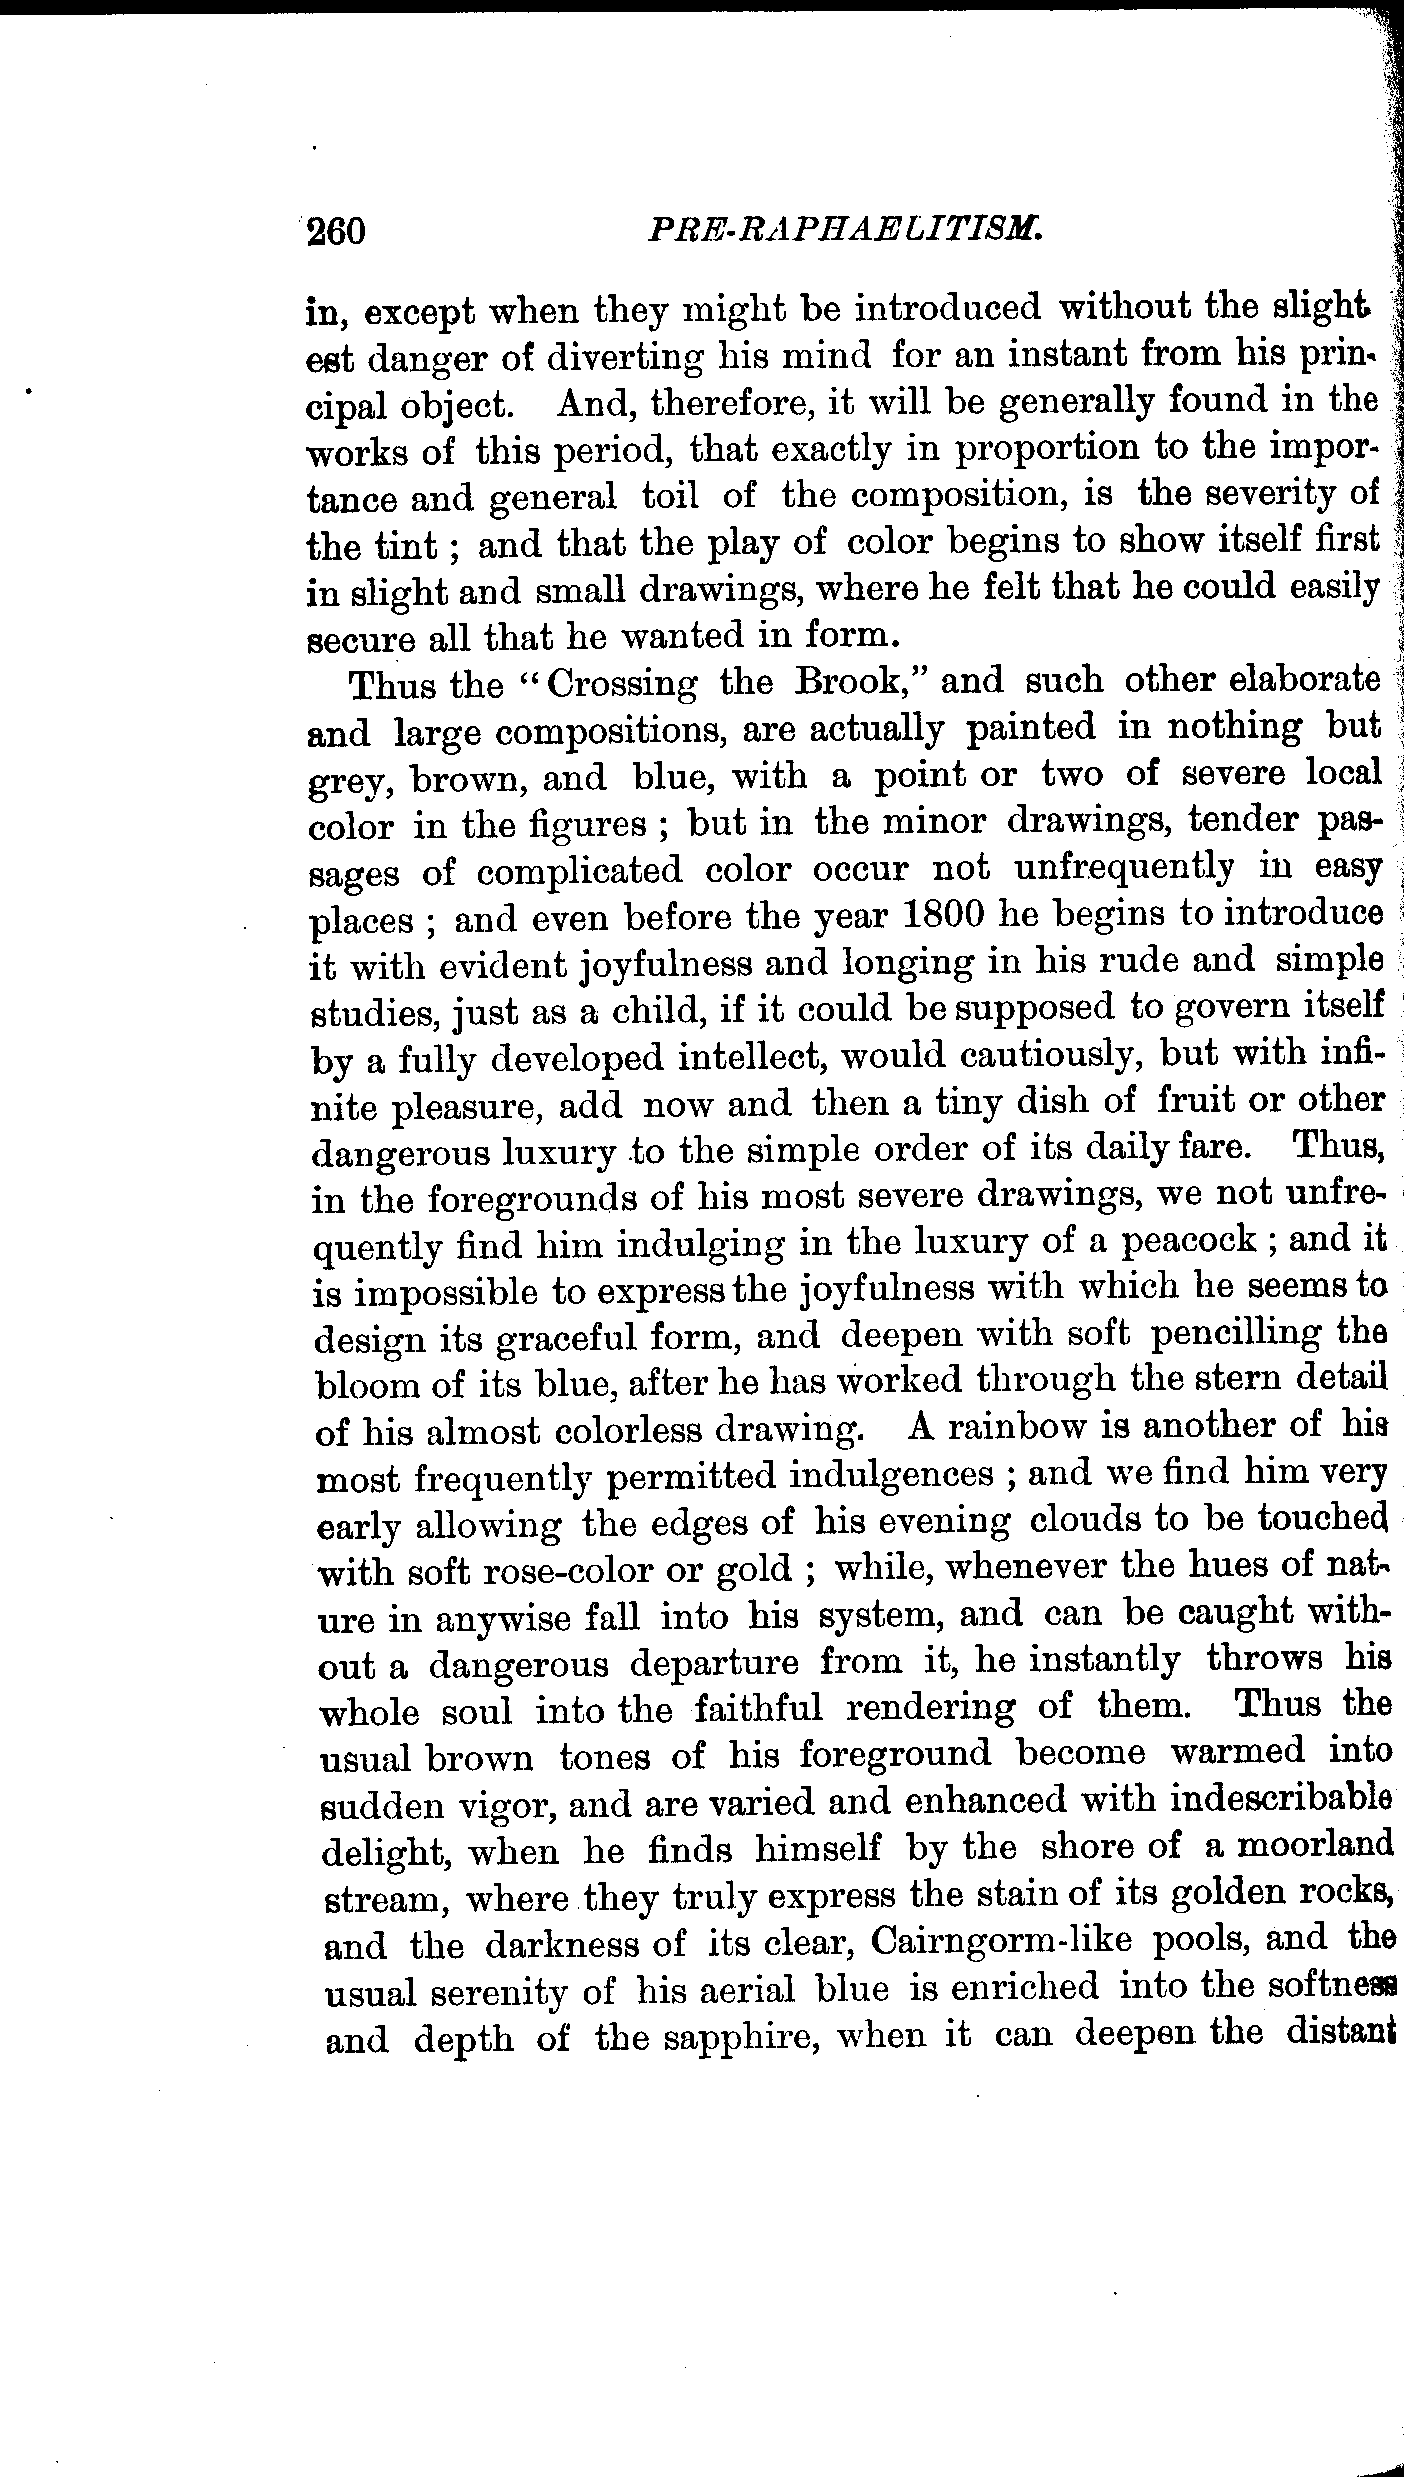 260 PRE-RAPHAELITISM.
in, except when they might be introduced without the slight
est danger of diverting his mind for an instant from his prin-
cipal object. And, therefore, it will be generally found in the
works of this period, that exactly in proportion to the impor-
tance and general toil of the composition, is the severity of
the tint ; and that the play of color begins to show itself first
in slight and small drawings, where he felt that he could easily
secure all that he wanted in form.
Thus the “Crossing the Brook,” and such other elaborate
and large compositions, are actually painted in nothing but
grey, brown, and blue, with a point or two of severe local
color in the figures ; but in the minor drawings, tender pas-
sages of complicated color occur not unfrequently in easy
places ; and even before the year 1800 he begins to introduce
it with evident joyfulness and longing in his rude and simple
studies, just as a child, if it could be supposed to govern itself
by a fully developed intellect, would cautiously, but with infi-
nite pleasure, add now and then a tiny dish of fruit or other
dangerous luxury to the simple order of its daily fare. Thus,
in the foregrounds of his most severe drawings, we not unfre-
quently find him indulging in the luxury of a peacock ; and it
is impossible to express the joyfulness with which he seems to
design its graceful form, and deepen with soft pencilling the
bloom of its blue, after he has worked through the stern detail
of his almost colorless drawing. A rainbow is another of his
most frequently permitted indulgences ; and we find him very
early allowing the edges of his evening clouds to be touched
with soft rose-color or gold ; while, whenever the hues of nat-
ure in anywise fall into his system, and can be caught with-
out a dangerous departure from it, he instantly throws his
whole soul into the faithful rendering of them. Thus the
usual brown tones of his foreground become warmed into
sudden vigor, and are varied and enhanced with indescribable
delight, when he finds himself by the shore of a moorland
stream, where they truly express the stain of its golden rocks,
and the darkness of its clear, Cairngorm-like pools, and the
usual serenity of his aerial blue is enriched into the softness
and depth of the sapphire, when it can deepen the distant